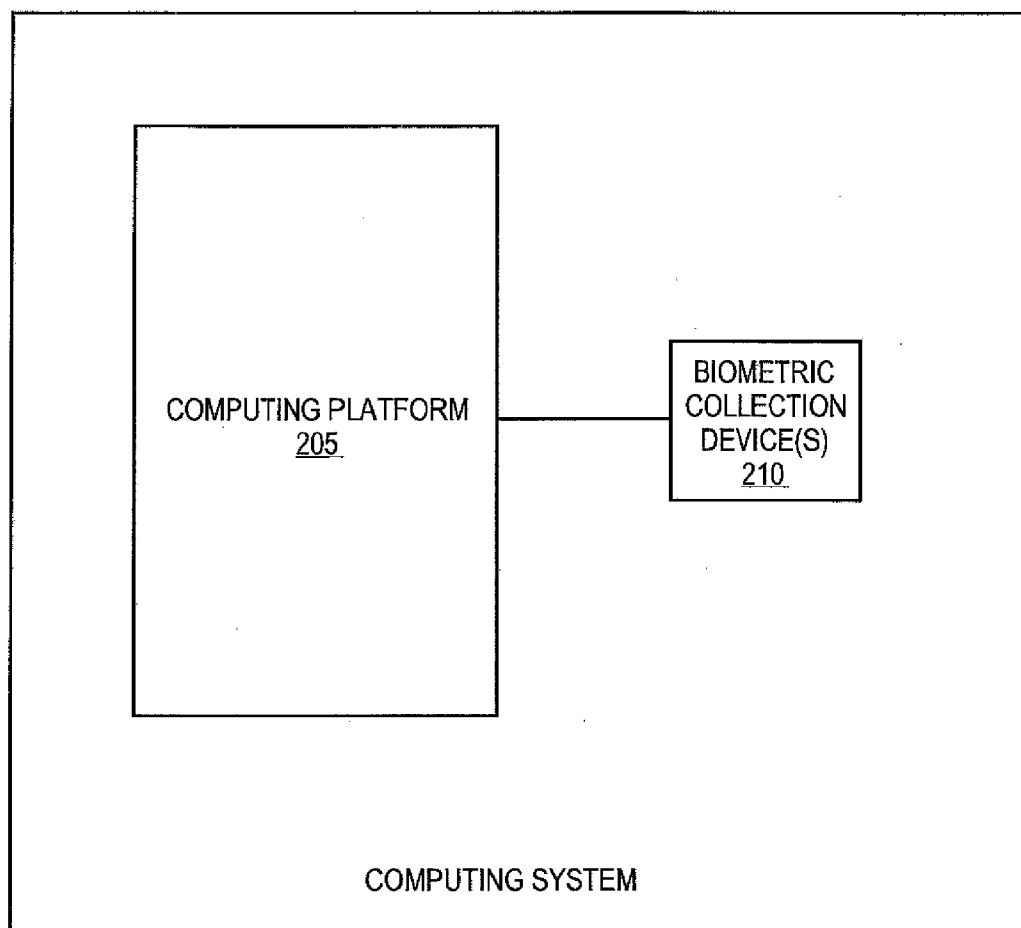 COMPUTING PLATFORM
205
BIOMETRIC
COLLECTION
DEVICE(S)
210
COMPUTING SYSTEM